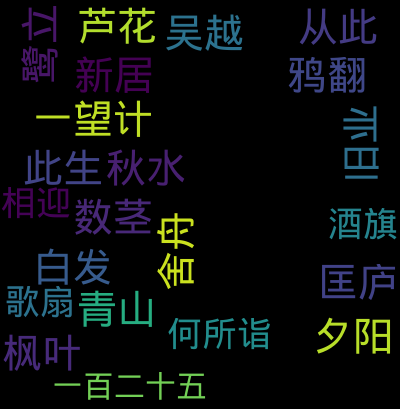 鹭立
芦花
吴越
从此
新居
鸦翻
一望计
亦旧
此生
秋水
相迎
数茎
舍舟
酒旗
白发
匡庐
歌扇
青山
何所诣
夕阳
枫叶
一百二十五